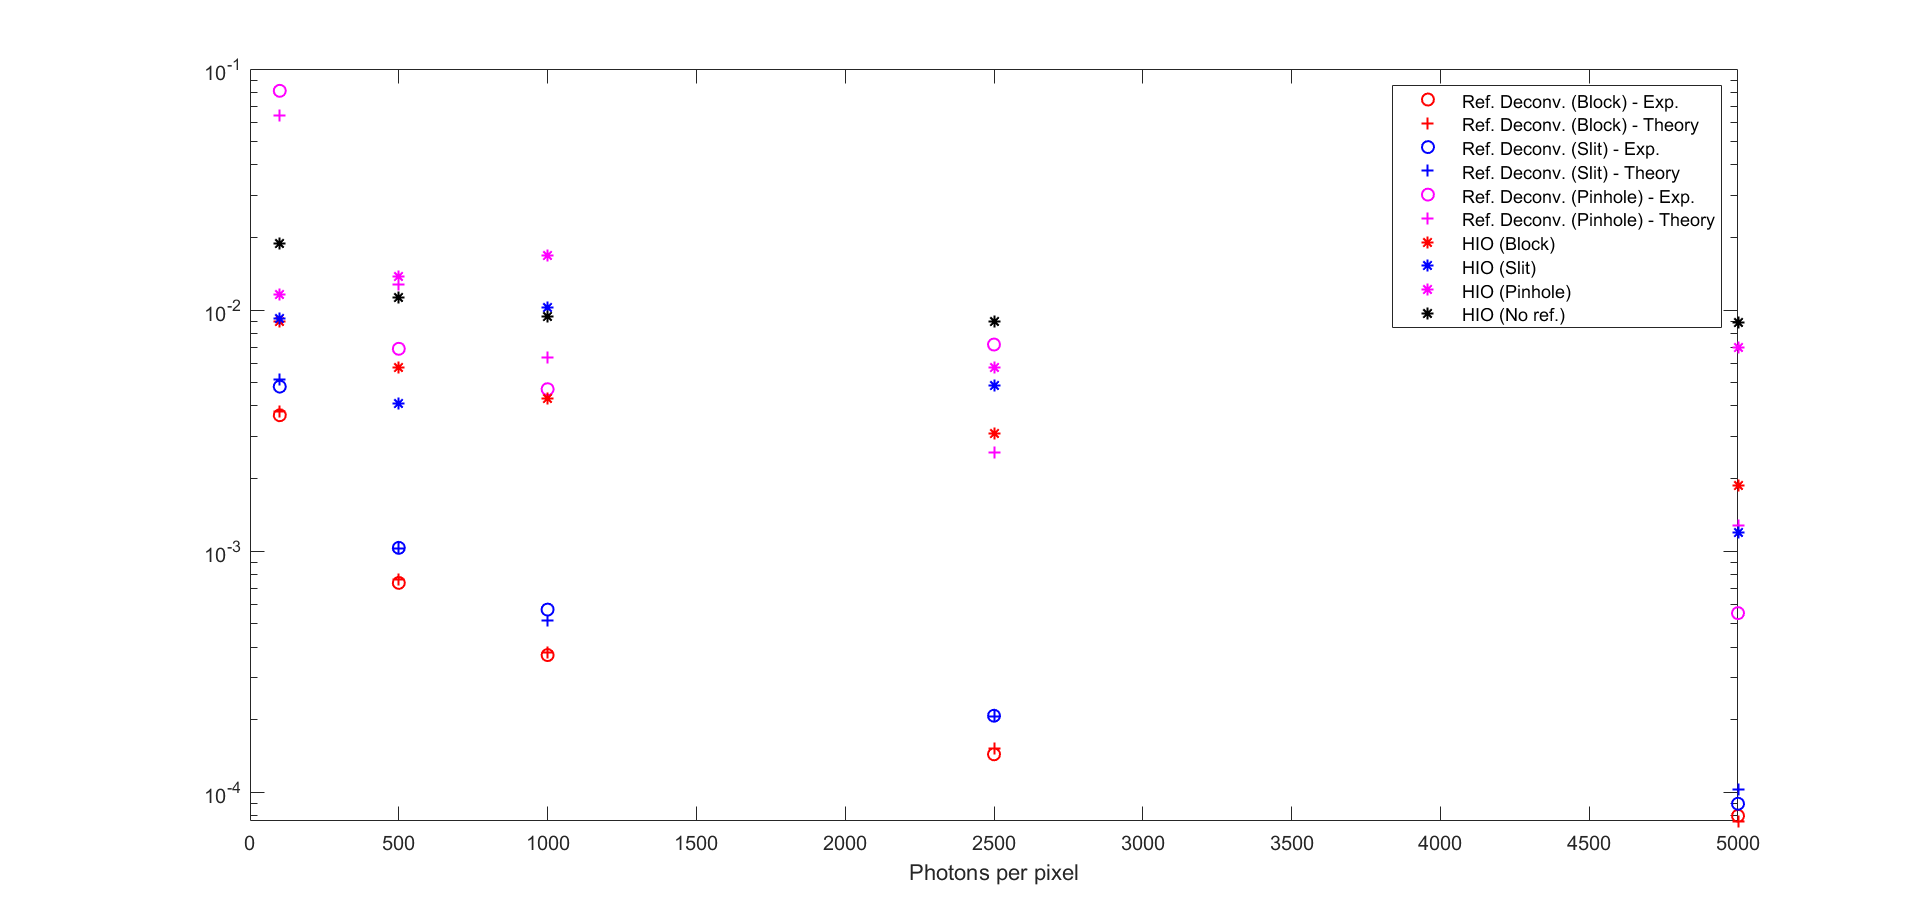 10-1
10-2
10-3
10-4
0 500 1000 1500 2000 2500 3000 3500 4000 4500 5000
Photons per pixel
Ref. Deconv. (Block) - Exp.
Ref. Deconv. (Block) - Theory
Ref. Deconv. (Slit) - Exp.
Ref. Deconv. (Slit) - Theory
Ref. Deconv. (Pinhole) - Exp.
Ref. Deconv. (Pinhole) - Theory
HIO (Block)
HIO (Slit)
HIO (Pinhole)
HIO (No ref.)